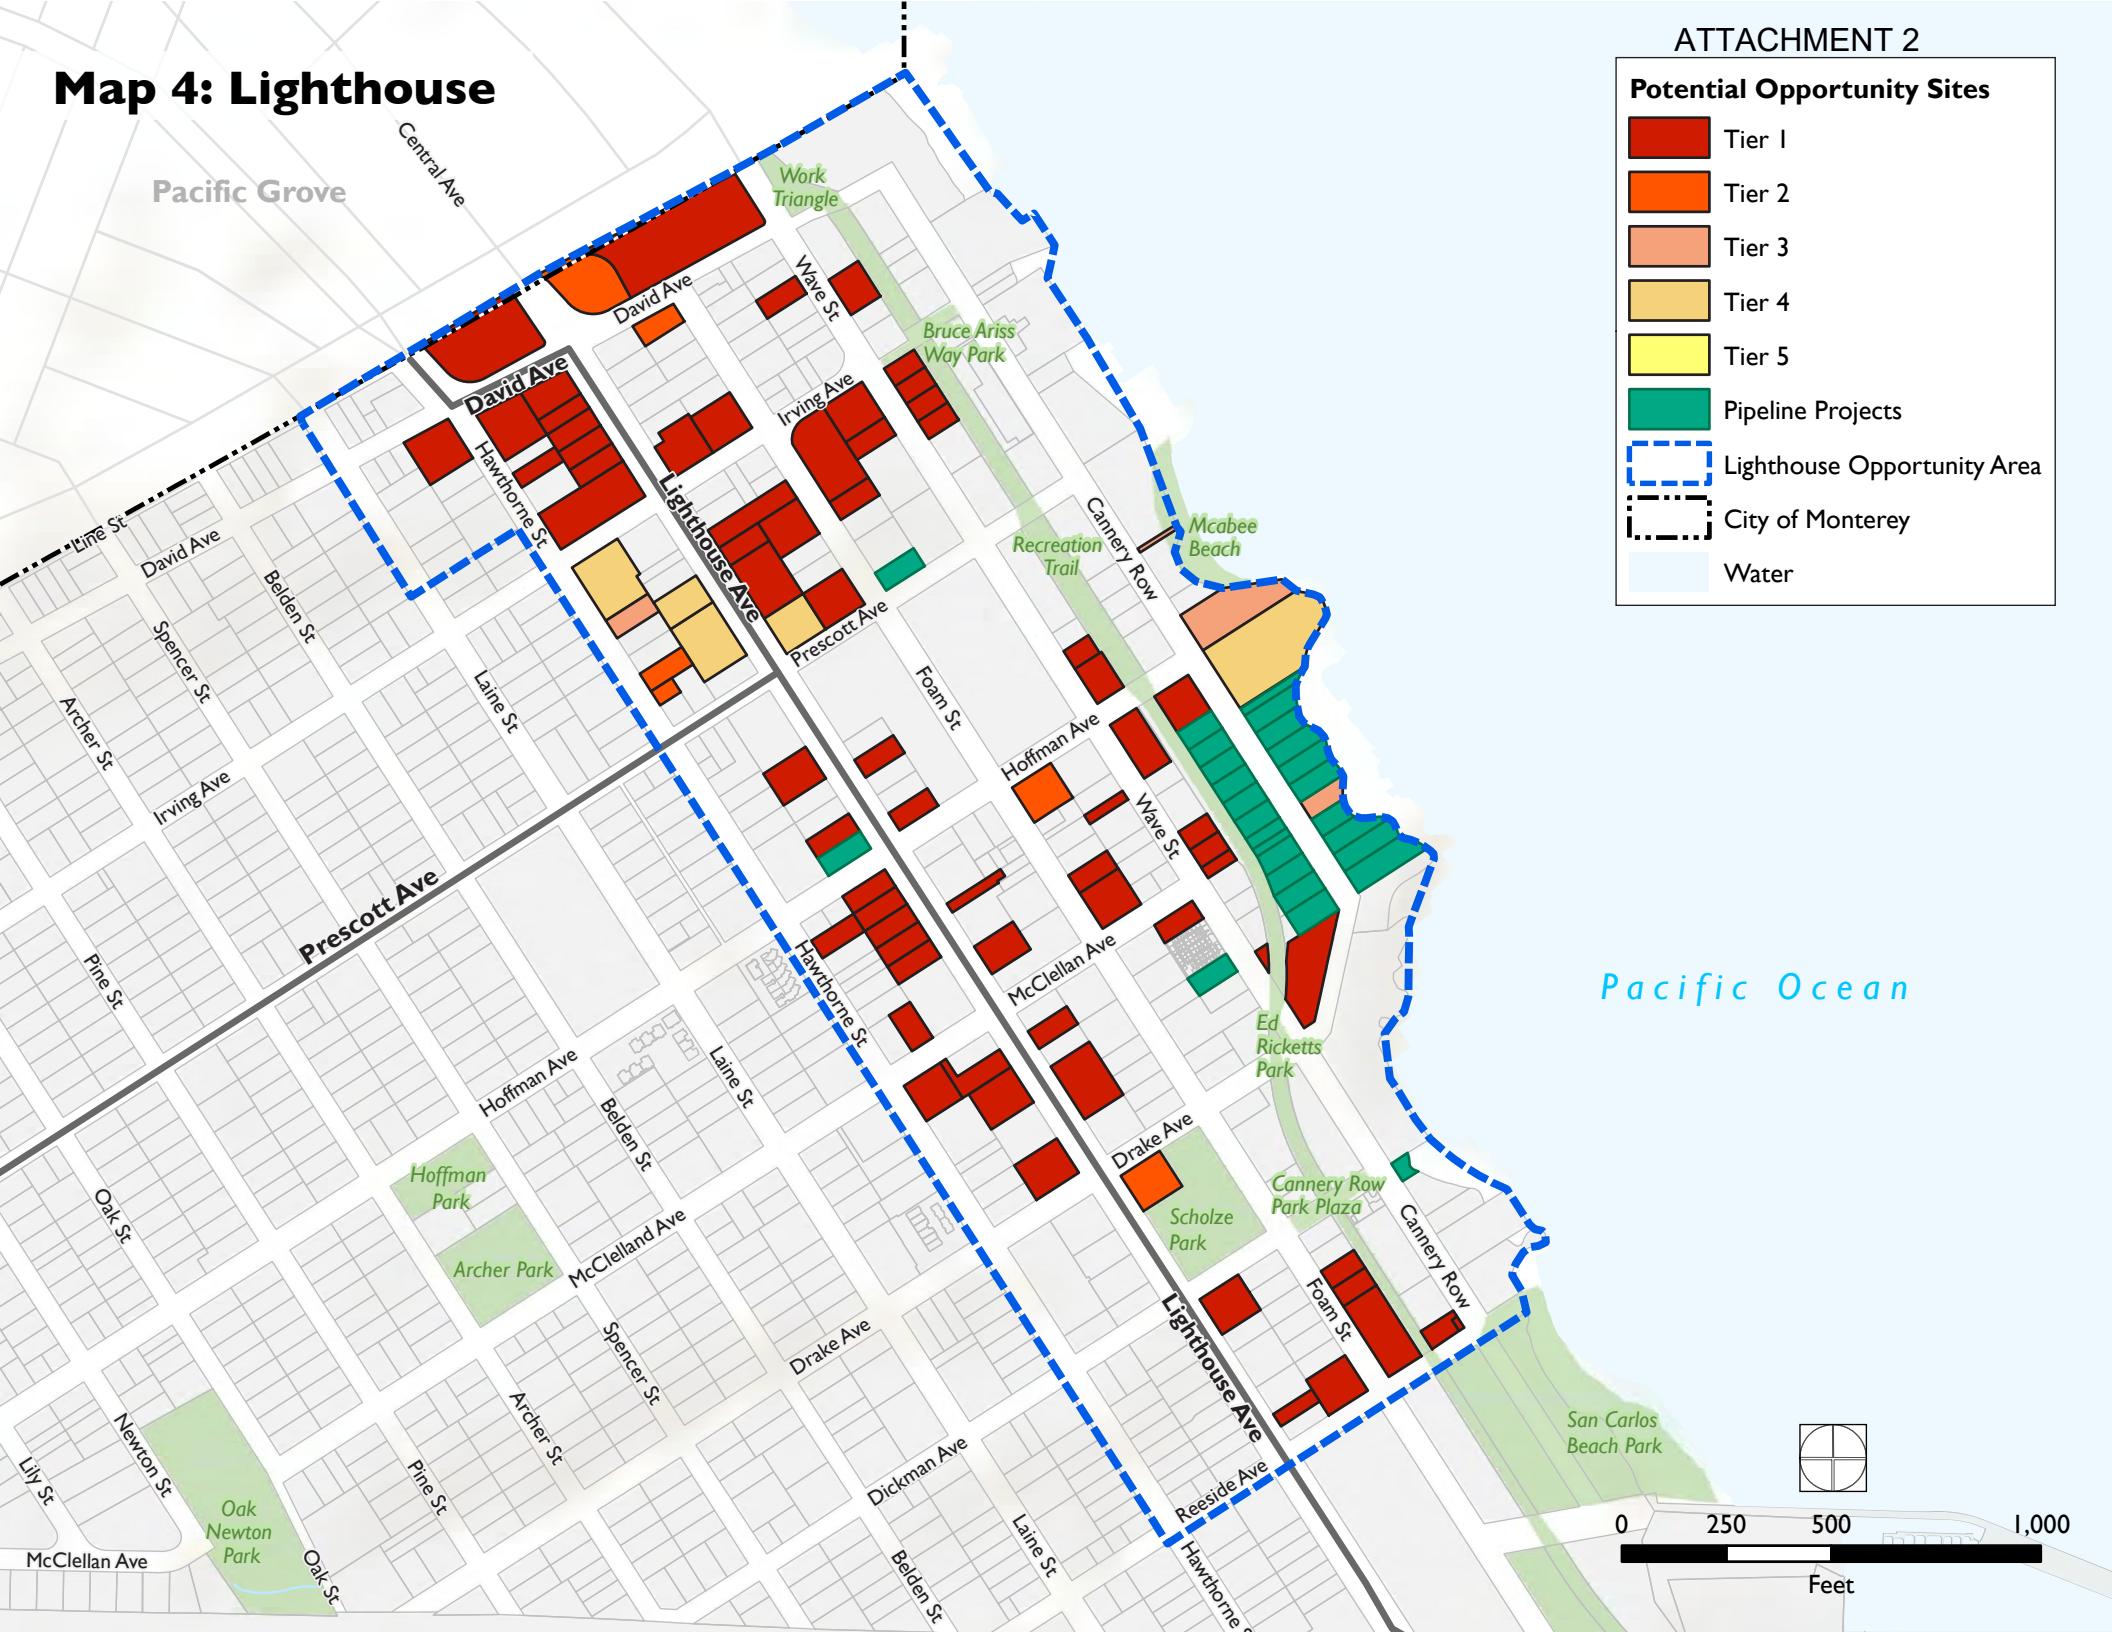 ATTACHMENT 2
Map 4: Lighthouse
Potential Opportunity Sites
Tier 1
Tier 2
Tier 3
Tier 4
Tier 5
Pipeline Projects
Lighthouse Opportunity Area
City of Monterey
Water
Pacific Grove
Central Ave
Work
Triangle
Wave St
David Ave
Bruce Ariss
Way Park
David Ave
Irving Ave
Hawthorne St
Lighthouse Ave
Cannery Row
Mcabee
Beach
Recreation
Trail
Line St
David Ave
Belden St
Spencer St
Prescott Ave
Foam St
Laine St
Archer St
Hoffman Ave
Irving Ave
Wave St
Prescott Ave
McClellan Ave
Hawthorne St
Pine St
Pacific Ocean
Ed
Ricketts
Park
Hoffman Ave
Laine St
Belden St
Drake Ave
Hoffman
Park
Cannery Row
Park Plaza
Oak St
Scholze
Park
Cannery Row
McClelland Ave
Archer Park
Foam St
Lighthouse Ave
Drake Ave
Spencer St
Archer St
Newton St
San Carlos
Beach Park
Lily St
Pine St
Dickman Ave
Reeside Ave
Oak
Newton
Park
Laine St
McClellan Ave
Oak St
Belden St
Hawthorne S
0 250 500 1,000
Feet